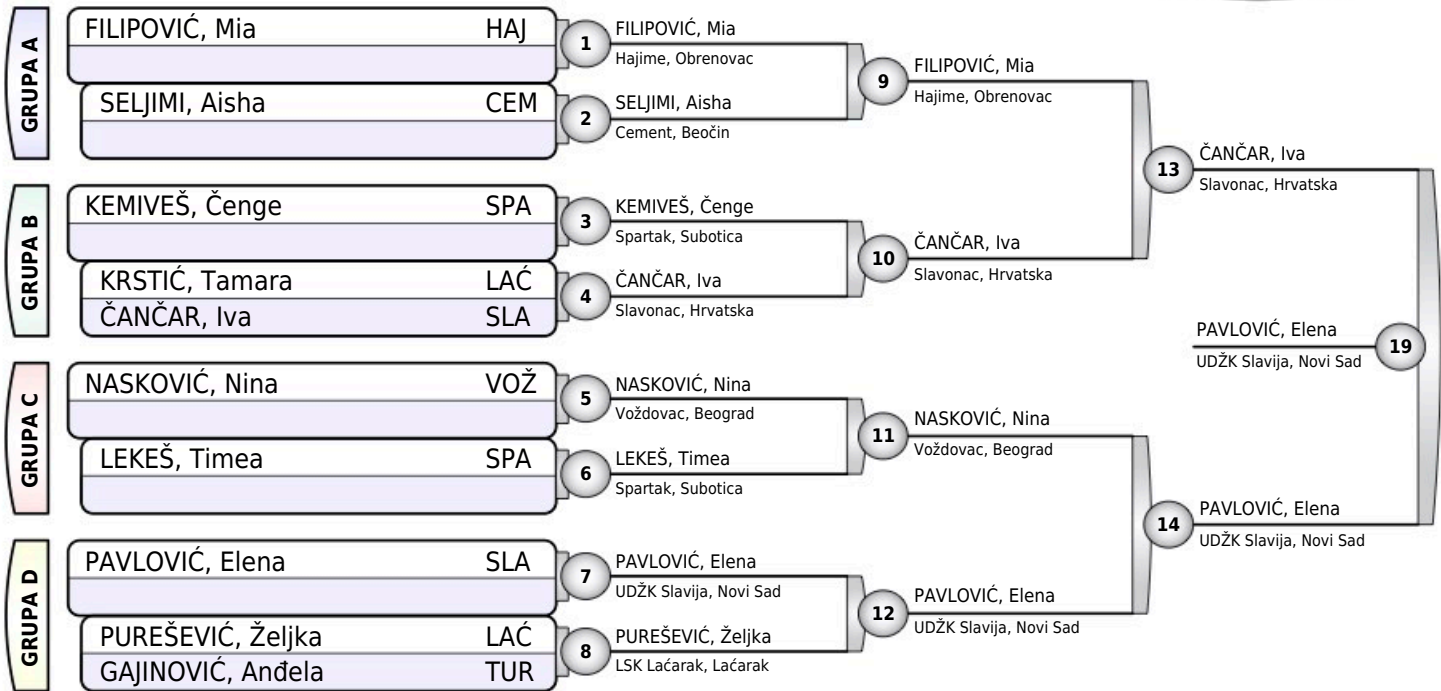 GRUPA A
FILIPOVIĆ, Mia HAJ
SELJIMI, Aisha CEM
GRUPA B
KEMIVEŠ, Čenge SPA
KRSTIĆ, Tamara LAĆ
ČANČAR, Iva SLA
GRUPA C
NASKOVIĆ, Nina VOŽ
LEKEŠ, Timea SPA
GRUPA D
PAVLOVIĆ, Elena SLA
PUREŠEVIĆ, Željka LAĆ
GAJINOVIĆ, Anđela TUR
1
FILIPOVIĆ, Mia
Hajime, Obrenovac
2
SELJIMI, Aisha
Cement, Beočin
3
KEMIVEŠ, Čenge
Spartak, Subotica
4
ČANČAR, Iva
Slavonac, Hrvatska
5
NASKOVIĆ, Nina
Voždovac, Beograd
6
LEKEŠ, Timea
Spartak, Subotica
7
PAVLOVIĆ, Elena
UDŽK Slavija, Novi Sad
8
PUREŠEVIĆ, Željka
LSK Laćarak, Laćarak
9
FILIPOVIĆ, Mia
Hajime, Obrenovac
10
ČANČAR, Iva
Slavonac, Hrvatska
11
NASKOVIĆ, Nina
Voždovac, Beograd
12
PAVLOVIĆ, Elena
UDŽK Slavija, Novi Sad
13
ČANČAR, Iva
Slavonac, Hrvatska
14
PAVLOVIĆ, Elena
UDŽK Slavija, Novi Sad
PAVLOVIĆ, Elena
UDŽK Slavija, Novi Sad
19